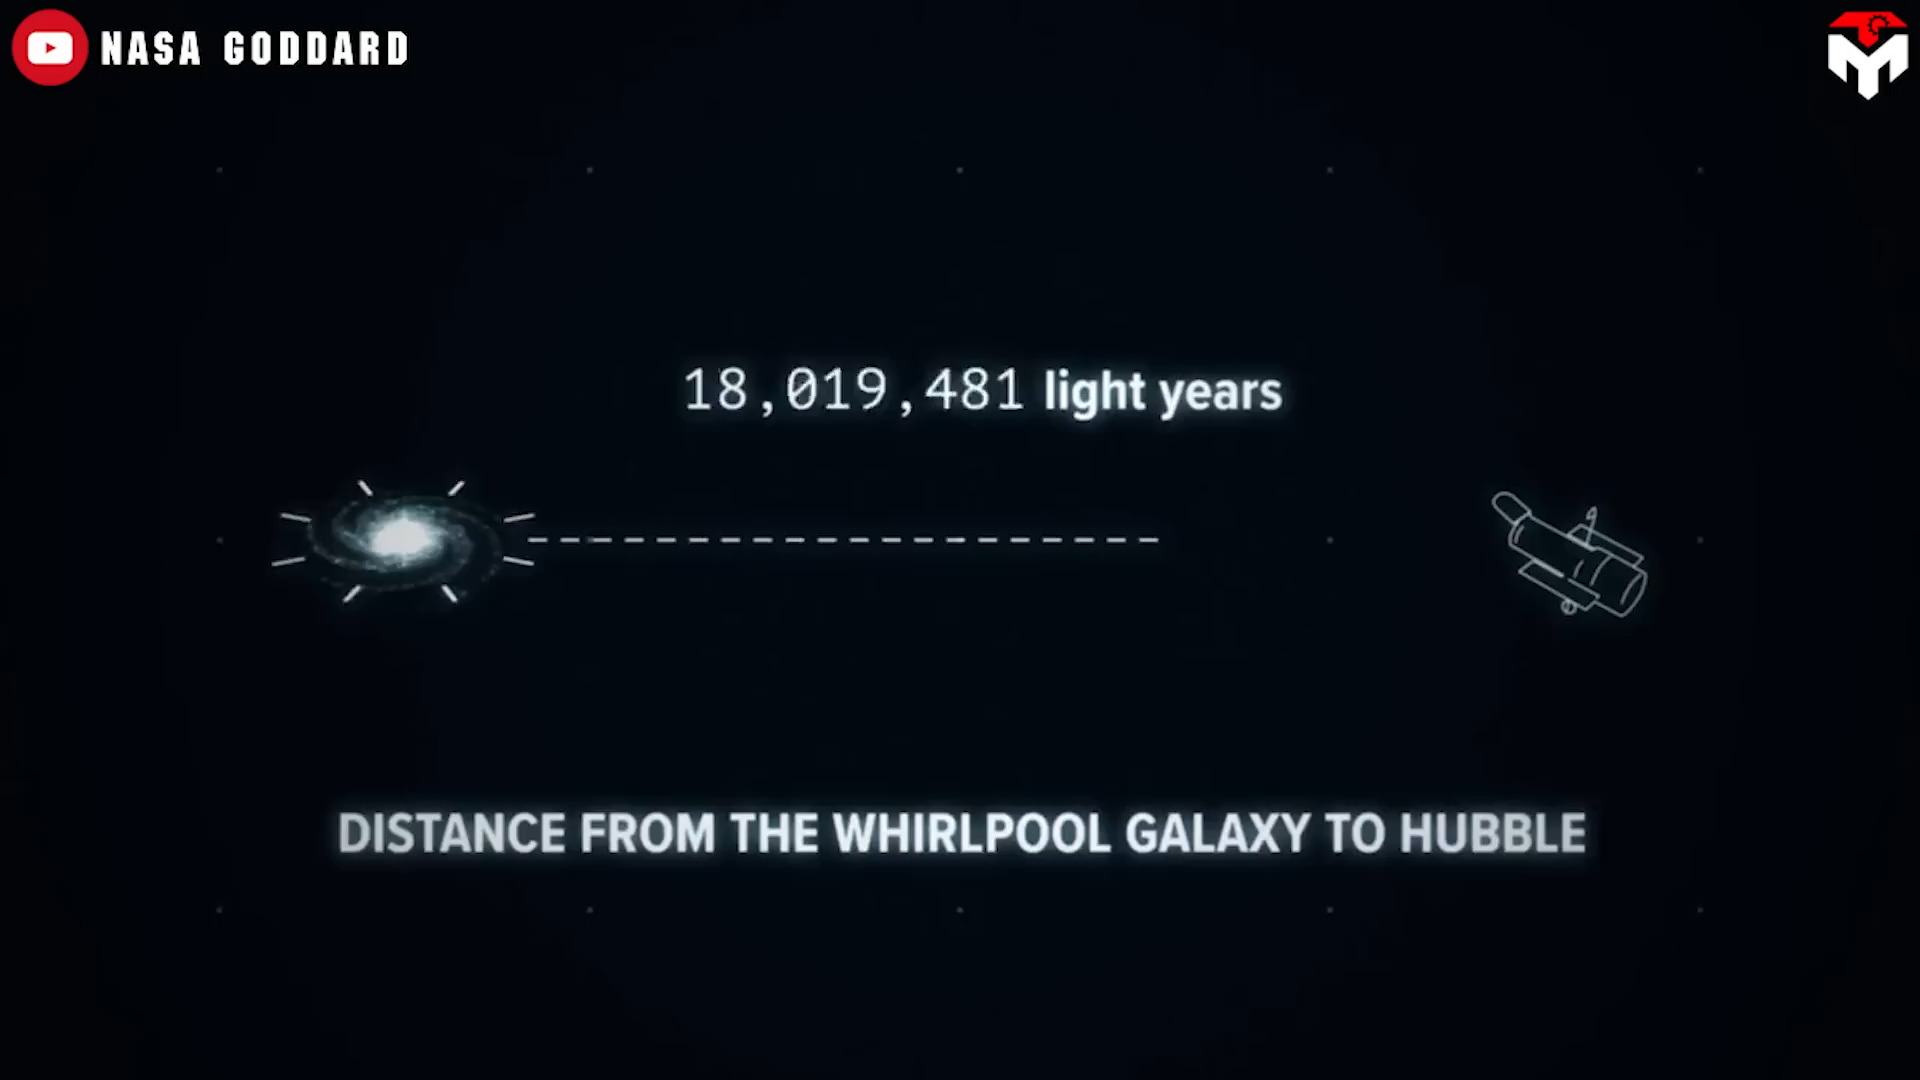 NASA GODDARD
18,019,481 light years
DISTANCE FROM THE WHIRLPOOL GALAXY TO HUBBLE